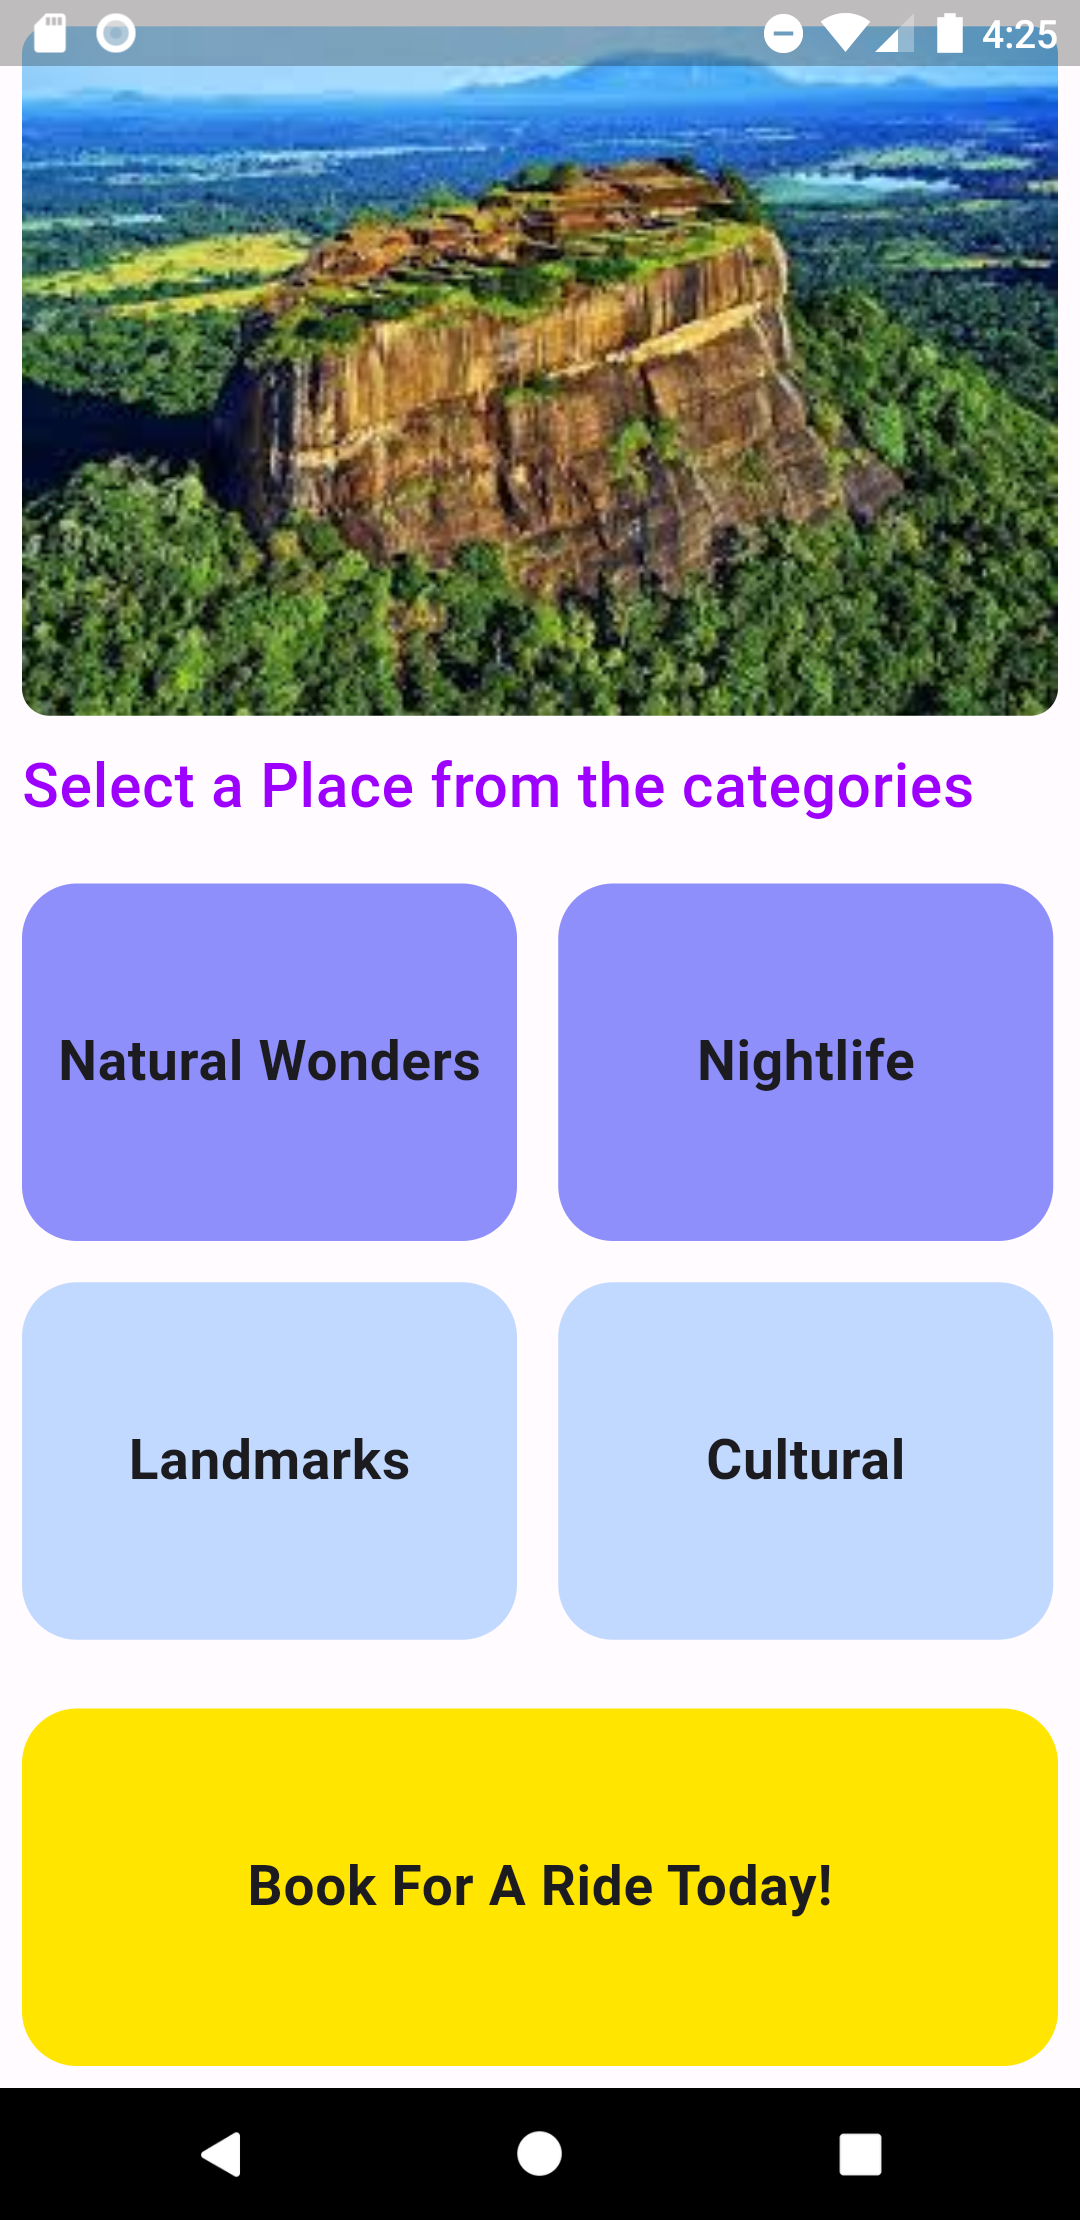 4:25
Select a Place from the categories
Natural Wonders
Nightlife
Landmarks
Cultural
Book For A Ride Today!